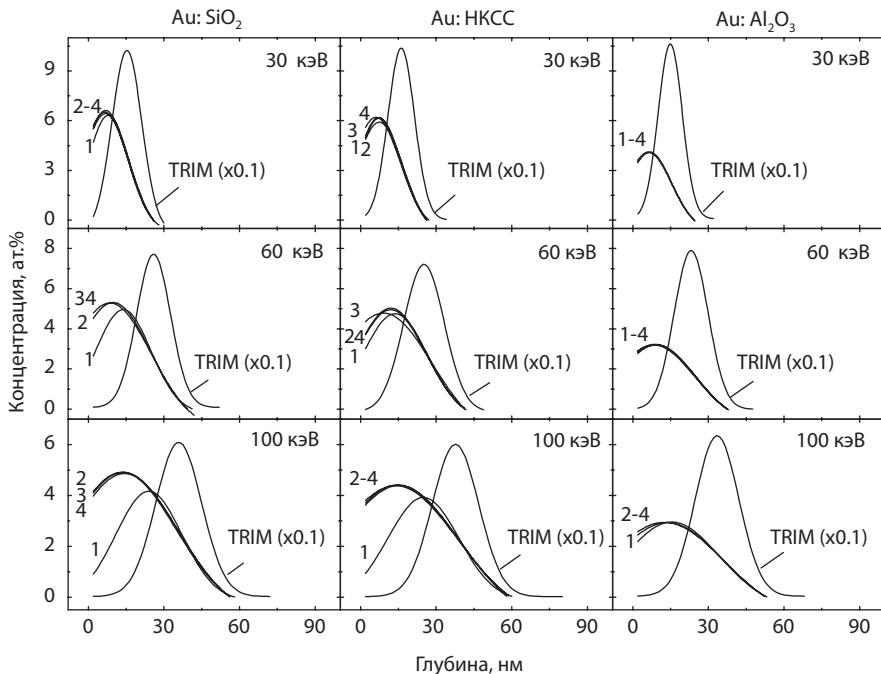 Au: SiO₂
Au: НКСС
Au: Al₂O₃
Концентрация, ат.%
9
6
3
0
30 кэВ
2-4
1
TRIM (x0.1)
30 кэВ
4
3
12
TRIM (x0.1)
30 кэВ
1-4
TRIM (x0.1)
8
6
4
2
0
60 кэВ
34
2
1
TRIM (x0.1)
60 кэВ
3
24
1
TRIM (x0.1)
60 кэВ
1-4
TRIM (x0.1)
6
4
2
0
100 кэВ
2
3
4
1
TRIM (x0.1)
100 кэВ
2-4
1
TRIM (x0.1)
100 кэВ
2-4
1
TRIM (x0.1)
0 30 60 90 0 30 60 90 0 30 60 90
Глубина, нм